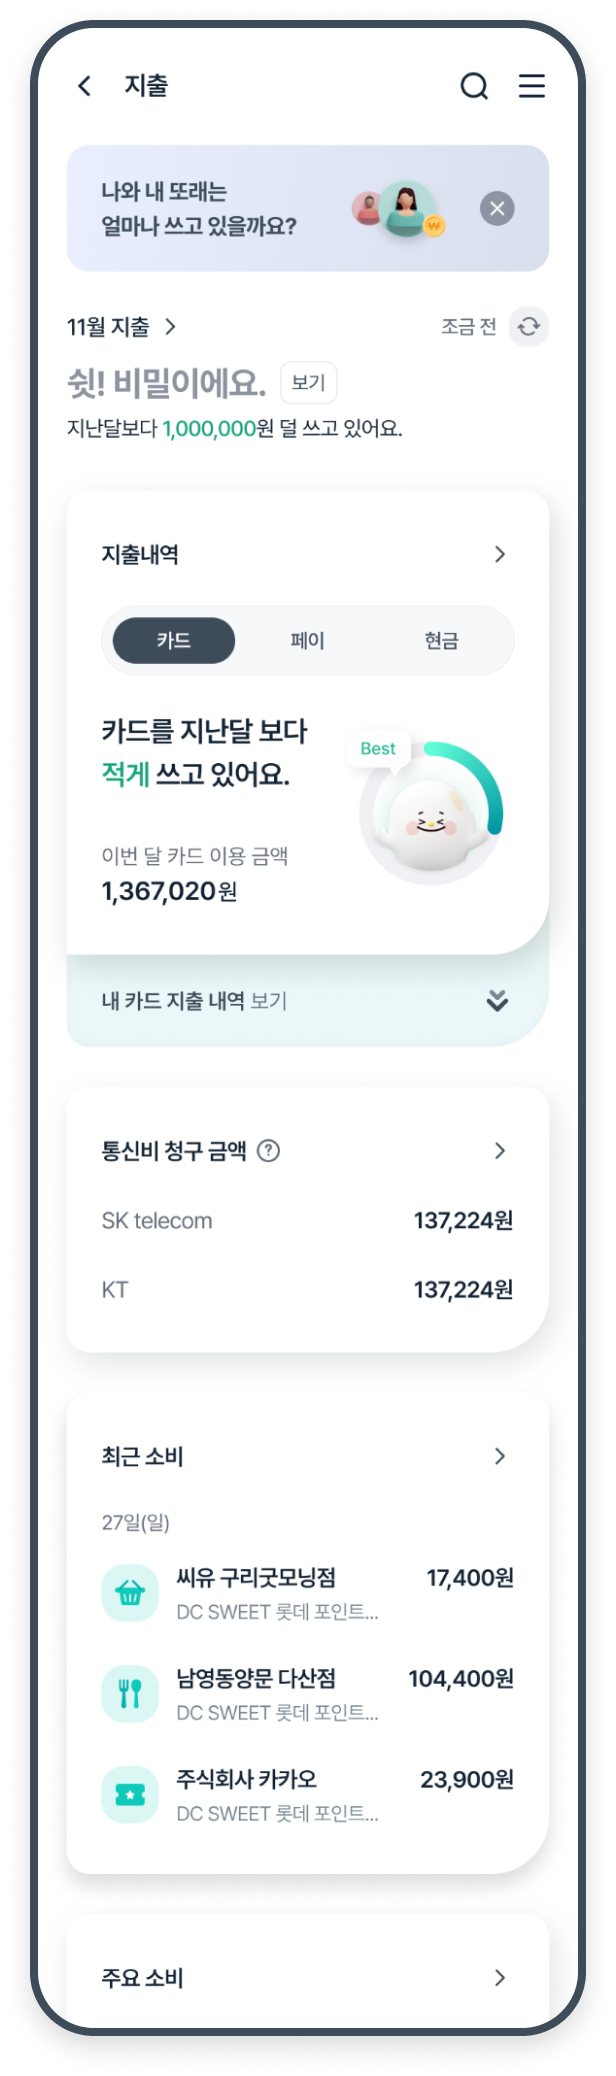 지출
나와 내 또래는
얼마나 쓰고 있을까요?
₩
11월 지출
조금 전
쉿! 비밀이에요.
보기
지난달보다 1,000,000원 덜 쓰고 있어요.
지출내역
카드
페이
현금
카드를 지난달 보다
적게 쓰고 있어요.
Best
이번 달 카드 이용 금액
1,367,020원
내 카드 지출 내역 보기
통신비 청구 금액 ?
SK telecom
137,224원
KT
137,224원
최근 소비
27일(일)
씨유 구리굿모닝점
17,400원
DC SWEET 롯데 포인트...
남영동양문 다산점
104,400원
DC SWEET 롯데 포인트...
주식회사 카카오
23,900원
DC SWEET 롯데 포인트...
주요 소비